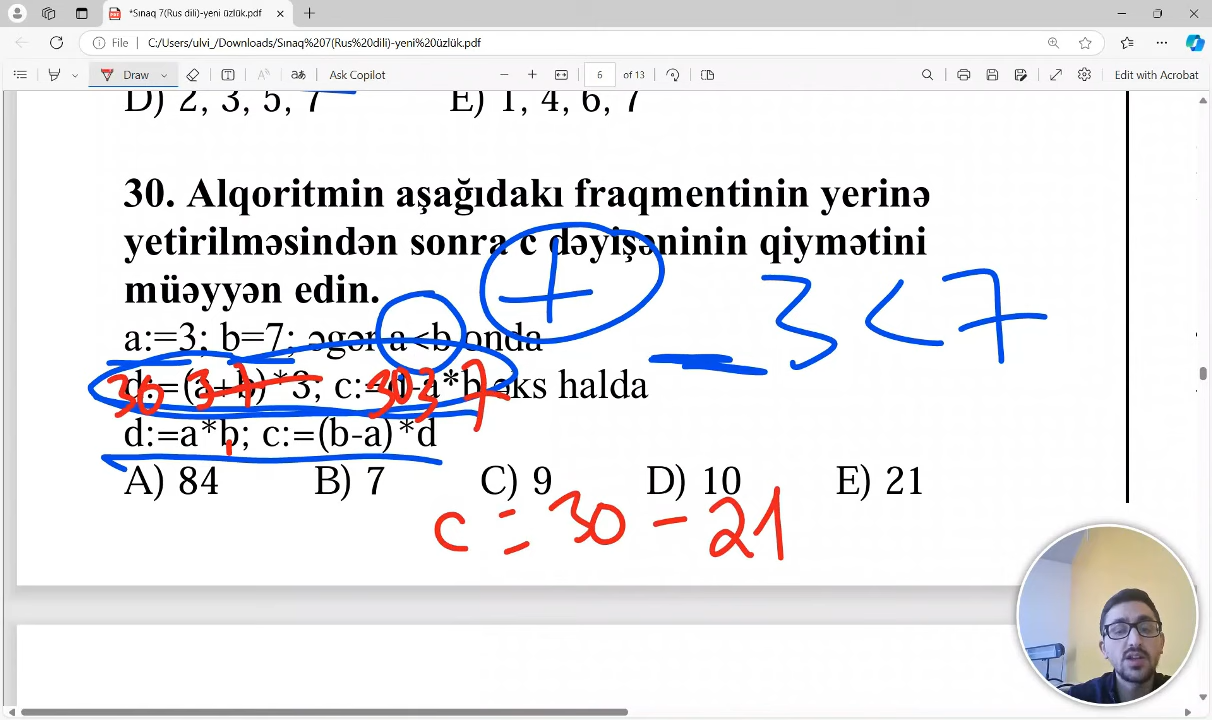 *Sınaq 7(Rus dili)-yeni üzlük.pdf
File C:/Users/ulvi_/Downloads/Sınaq%207(Rus%20dili)-yeni%20üzlük.pdf
Draw Ask Copilot 6 of 13 Edit with Acrobat
D) 2, 3, 5, 7 E) 1, 4, 6, 7
30. Alqoritmin aşağıdakı fraqmentinin yerinə
yetirilməsindən sonra c dəyişəninin qiymətini
müəyyən edin.
+ 3 < 7
a:=3; b=7; əgər a<b onda
d:=(a+b)*3; c:=d-a*b əks halda
30 3 7 30 3 7
d:=a*b; c:=(b-a)*d
A) 84 B) 7 C) 9 D) 10 E) 21
c = 30 - 21